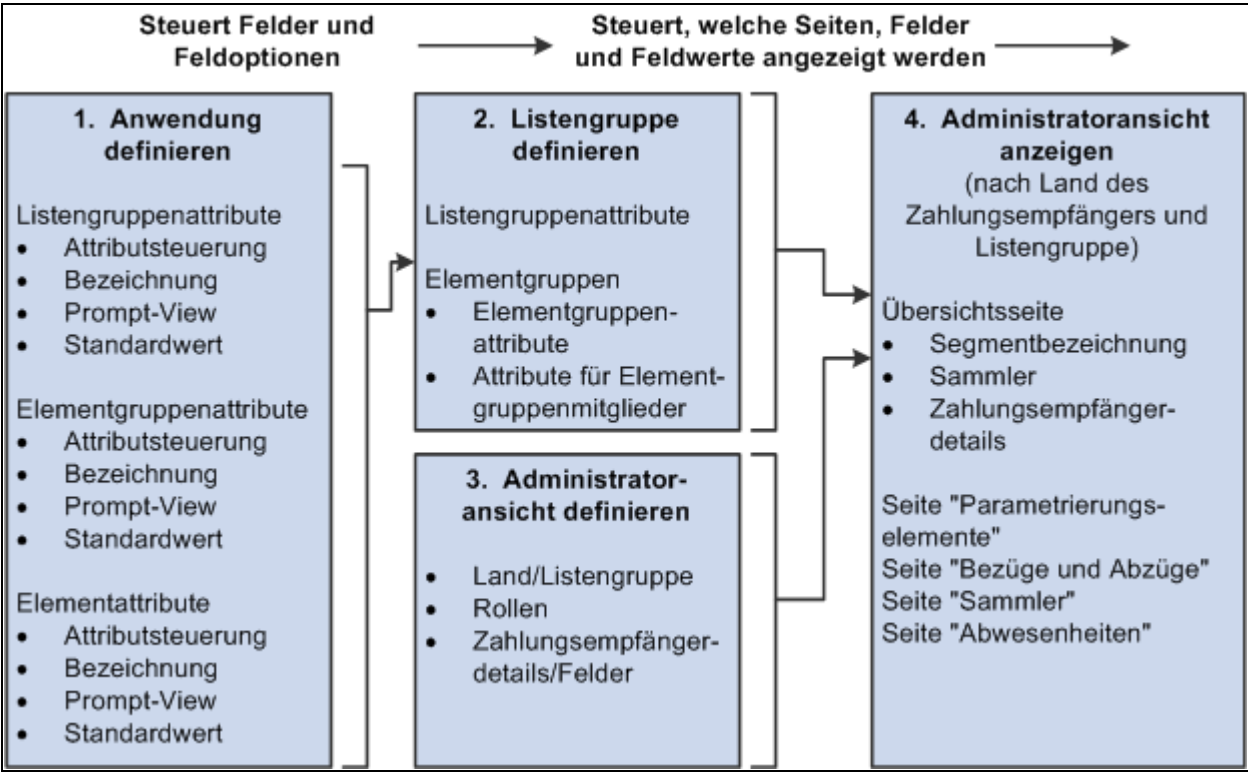 Steuert Felder und
Feldoptionen
Steuert, welche Seiten, Felder
und Feldwerte angezeigt werden
1. Anwendung
definieren
Listengruppenattribute
• Attributsteuerung
• Bezeichnung
• Prompt-View
• Standardwert
Elementgruppenattribute
• Attributsteuerung
• Bezeichnung
• Prompt-View
• Standardwert
Elementattribute
• Attributsteuerung
• Bezeichnung
• Prompt-View
• Standardwert
2. Listengruppe
definieren
Listengruppenattribute
Elementgruppen
• Elementgruppen-
attribute
• Attribute für Element-
gruppenmitglieder
3. Administrator-
ansicht definieren
• Land/Listengruppe
• Rollen
• Zahlungsempfänger-
details/Felder
4. Administratoransicht
anzeigen
(nach Land des
Zahlungsempfängers und
Listengruppe)
Übersichtsseite
• Segmentbezeichnung
• Sammler
• Zahlungsempfänger-
details
Seite "Parametrierungs-
elemente"
Seite "Bezüge und Abzüge"
Seite "Sammler"
Seite "Abwesenheiten"